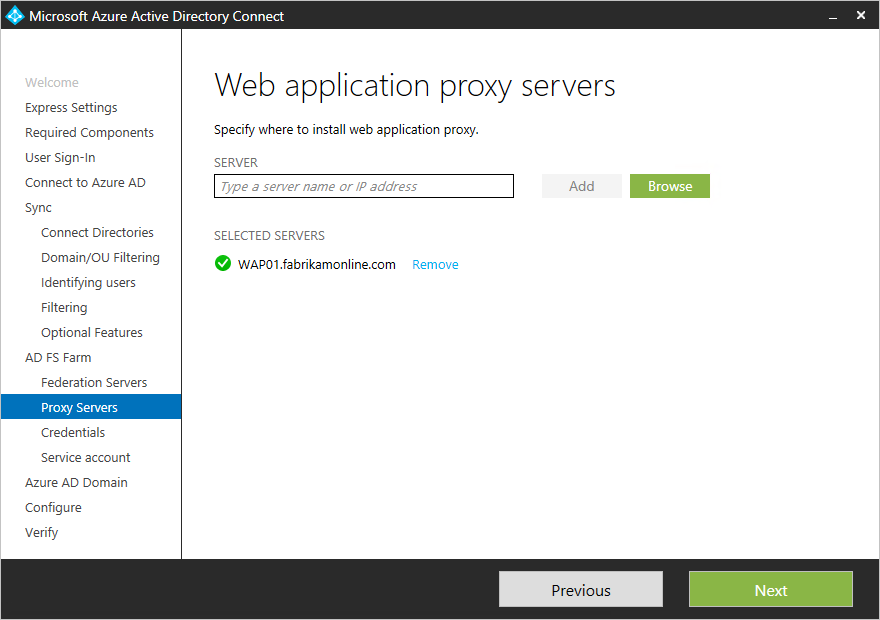 Microsoft Azure Active Directory Connect
Welcome
Express Settings
Required Components
User Sign-In
Connect to Azure AD
Sync
Connect Directories
Domain/OU Filtering
Identifying users
Filtering
Optional Features
AD FS Farm
Federation Servers
Proxy Servers
Credentials
Service account
Azure AD Domain
Configure
Verify
Web application proxy servers
Specify where to install web application proxy.
SERVER
Type a server name or IP address
Add
Browse
SELECTED SERVERS
WAP01.fabrikamonline.com Remove
Previous
Next